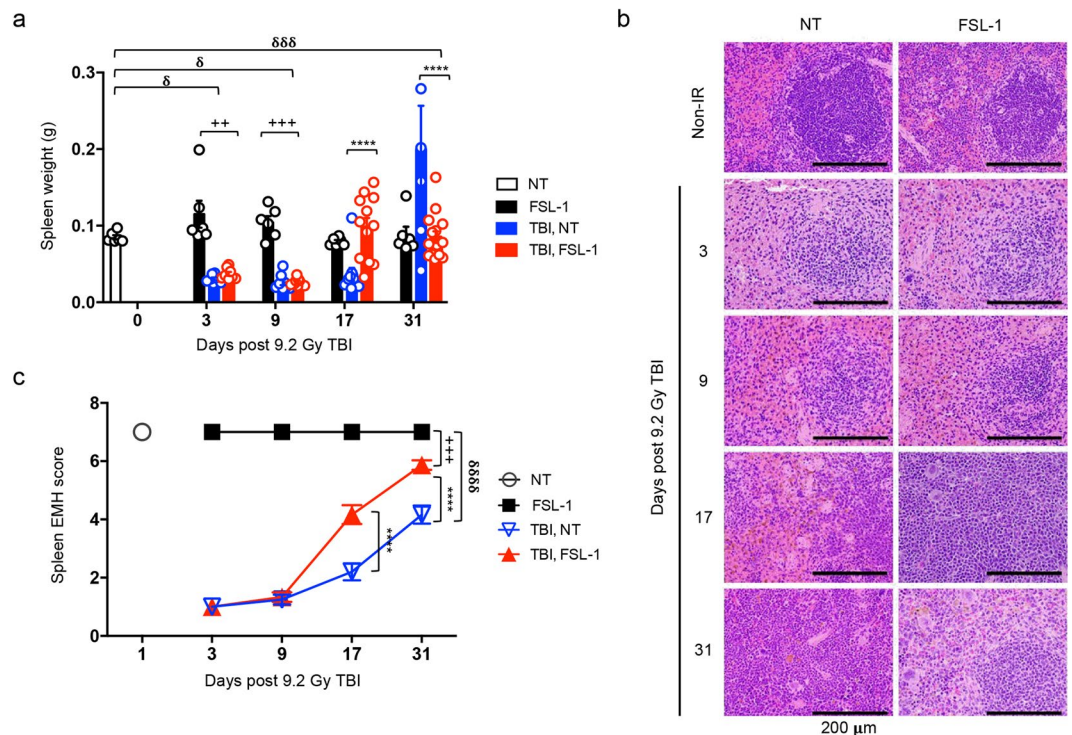 a
δδδ
δ
δ
****
++
+++
****
0.3
0.2
0.1
0.0
Spleen weight (g)
0
3
9
17
31
Days post 9.2 Gy TBI
NT
FSL-1
TBI, NT
TBI, FSL-1
b
NT
FSL-1
Non-IR
3
9
17
31
Days post 9.2 Gy TBI
200 μm
c
8
6
4
2
0
Spleen EMH score
+++
****
δδδδ
****
1
3
9
17
31
Days post 9.2 Gy TBI
NT
FSL-1
TBI, NT
TBI, FSL-1